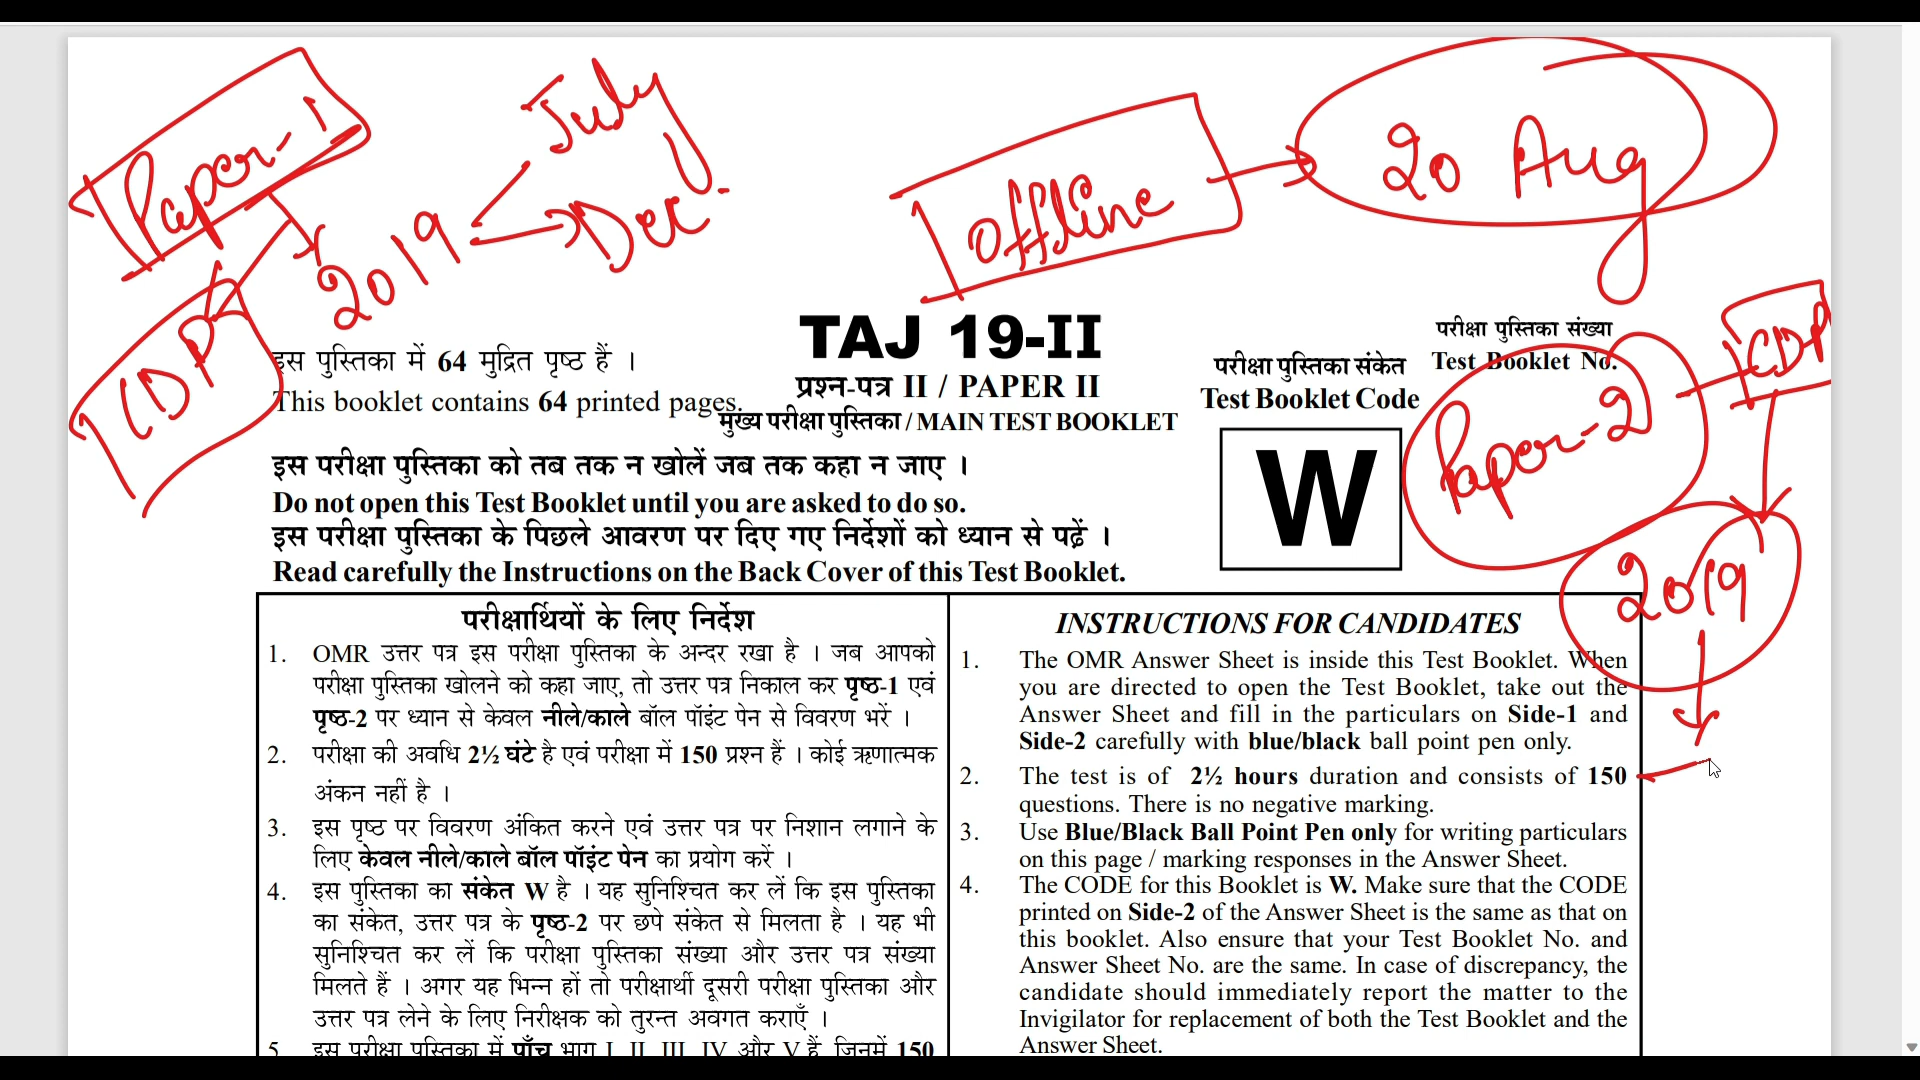 Paper-1
July
2019
Dec.
offline
20 Aug
CDP
TAJ 19-II
परीक्षा पुस्तिका संख्या
Test Booklet No.
CDP
इस पुस्तिका में 64 मुद्रित पृष्ठ हैं ।
This booklet contains 64 printed pages.
प्रश्न-पत्र II / PAPER II
मुख्य परीक्षा पुस्तिका / MAIN TEST BOOKLET
परीक्षा पुस्तिका संकेत
Test Booklet Code
W
Paper-2
2019
इस परीक्षा पुस्तिका को तब तक न खोलें जब तक कहा न जाए ।
Do not open this Test Booklet until you are asked to do so.
इस परीक्षा पुस्तिका के पिछले आवरण पर दिए गए निर्देशों को ध्यान से पढ़ें ।
Read carefully the Instructions on the Back Cover of this Test Booklet.
परीक्षार्थियों के लिए निर्देश
1. OMR उत्तर पत्र इस परीक्षा पुस्तिका के अन्दर रखा है । जब आपको
परीक्षा पुस्तिका खोलने को कहा जाए, तो उत्तर पत्र निकाल कर पृष्ठ-1 एवं
पृष्ठ-2 पर ध्यान से केवल नीले/काले बॉल पॉइंट पेन से विवरण भरें ।
2. परीक्षा की अवधि 2½ घंटे है एवं परीक्षा में 150 प्रश्न हैं । कोई ऋणात्मक
अंकन नहीं है ।
3. इस पृष्ठ पर विवरण अंकित करने एवं उत्तर पत्र पर निशान लगाने के
लिए केवल नीले/काले बॉल पॉइंट पेन का प्रयोग करें ।
4. इस पुस्तिका का संकेत W है । यह सुनिश्चित कर लें कि इस पुस्तिका
का संकेत, उत्तर पत्र के पृष्ठ-2 पर छपे संकेत से मिलता है । यह भी
सुनिश्चित कर लें कि परीक्षा पुस्तिका संख्या और उत्तर पत्र संख्या
मिलते हैं । अगर यह भिन्न हों तो परीक्षार्थी दूसरी परीक्षा पुस्तिका और
उत्तर पत्र लेने के लिए निरीक्षक को तुरन्त अवगत कराएँ ।
5. इस परीक्षा पुस्तिका में पाँच भाग I, II, III, IV और V हैं, जिनमें 150
INSTRUCTIONS FOR CANDIDATES
1. The OMR Answer Sheet is inside this Test Booklet. When
you are directed to open the Test Booklet, take out the
Answer Sheet and fill in the particulars on Side-1 and
Side-2 carefully with blue/black ball point pen only.
2. The test is of 2½ hours duration and consists of 150
questions. There is no negative marking.
3. Use Blue/Black Ball Point Pen only for writing particulars
on this page / marking responses in the Answer Sheet.
4. The CODE for this Booklet is W. Make sure that the CODE
printed on Side-2 of the Answer Sheet is the same as that on
this booklet. Also ensure that your Test Booklet No. and
Answer Sheet No. are the same. In case of discrepancy, the
candidate should immediately report the matter to the
Invigilator for replacement of both the Test Booklet and the
Answer Sheet.